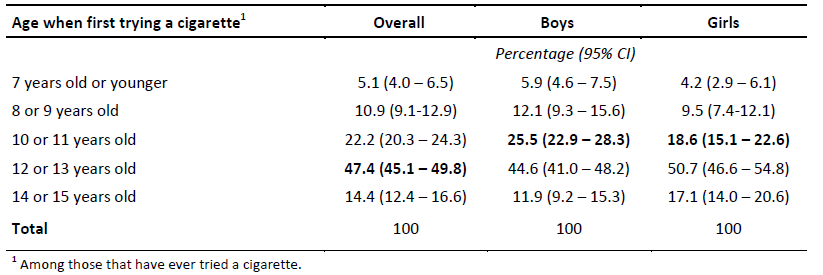 Age when first trying a cigarette1 Overall Boys Girls
Percentage (95% CI)
7 years old or younger 5.1 (4.0 – 6.5) 5.9 (4.6 – 7.5) 4.2 (2.9 – 6.1)
8 or 9 years old 10.9 (9.1-12.9) 12.1 (9.3 – 15.6) 9.5 (7.4-12.1)
10 or 11 years old 22.2 (20.3 – 24.3) 25.5 (22.9 – 28.3) 18.6 (15.1 – 22.6)
12 or 13 years old 47.4 (45.1 – 49.8) 44.6 (41.0 – 48.2) 50.7 (46.6 – 54.8)
14 or 15 years old 14.4 (12.4 – 16.6) 11.9 (9.2 – 15.3) 17.1 (14.0 – 20.6)
Total 100 100 100
1 Among those that have ever tried a cigarette.